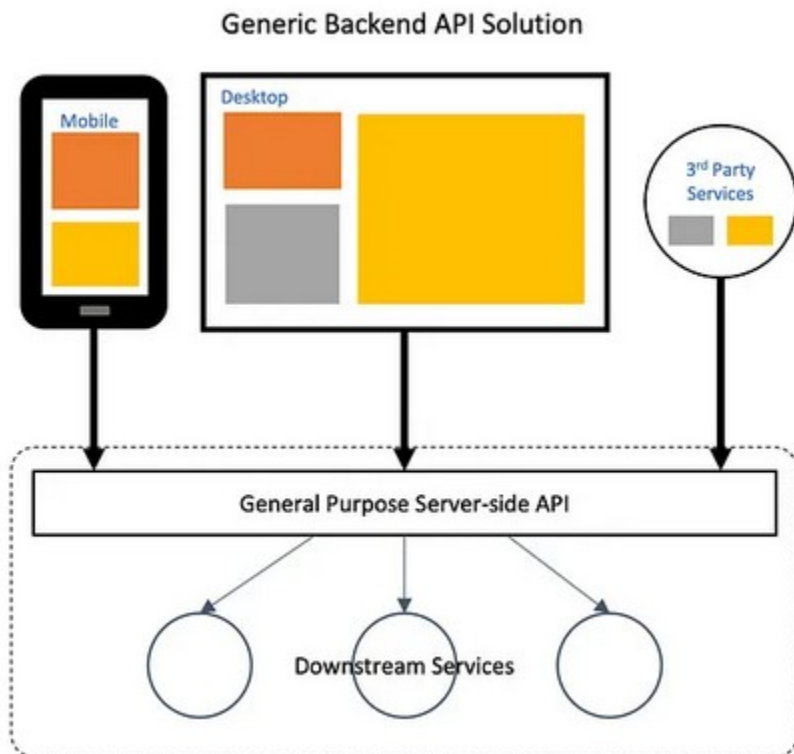 Generic Backend API Solution
Mobile
Desktop
3rd Party
Services
General Purpose Server-side API
Downstream Services